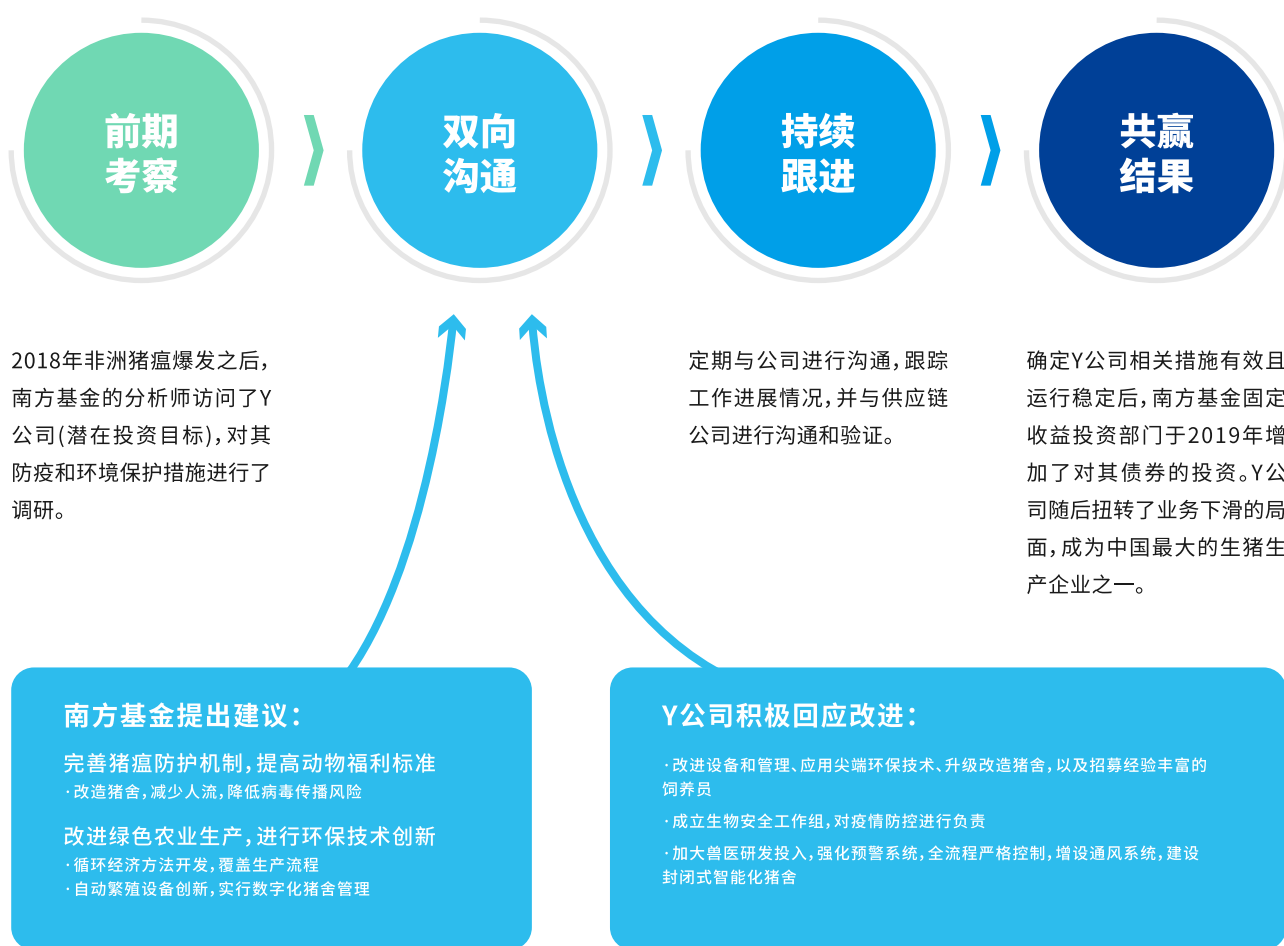 前期
考察
双向
沟通
持续
跟进
共赢
结果
2018年非洲猪瘟爆发之后，
南方基金的分析师访问了Y
公司(潜在投资目标)，对其
防疫和环境保护措施进行了
调研。
定期与公司进行沟通，跟踪
工作进展情况，并与供应链
公司进行沟通和验证。
确定Y公司相关措施有效且
运行稳定后，南方基金固定
收益投资部门于2019年增
加了对其债券的投资。Y公
司随后扭转了业务下滑的局
面，成为中国最大的生猪生
产企业之一。
南方基金提出建议：
完善猪瘟防护机制，提高动物福利标准
·改造猪舍，减少人流，降低病毒传播风险
改进绿色农业生产，进行环保技术创新
·循环经济方法开发，覆盖生产流程
·自动繁殖设备创新，实行数字化猪舍管理
Y公司积极回应改进：
·改进设备和管理、应用尖端环保技术、升级改造猪舍，以及招募经验丰富的
饲养员
·成立生物安全工作组，对疫情防控进行负责
·加大兽医研发投入，强化预警系统，全流程严格控制，增设通风系统，建设
封闭式智能化猪舍